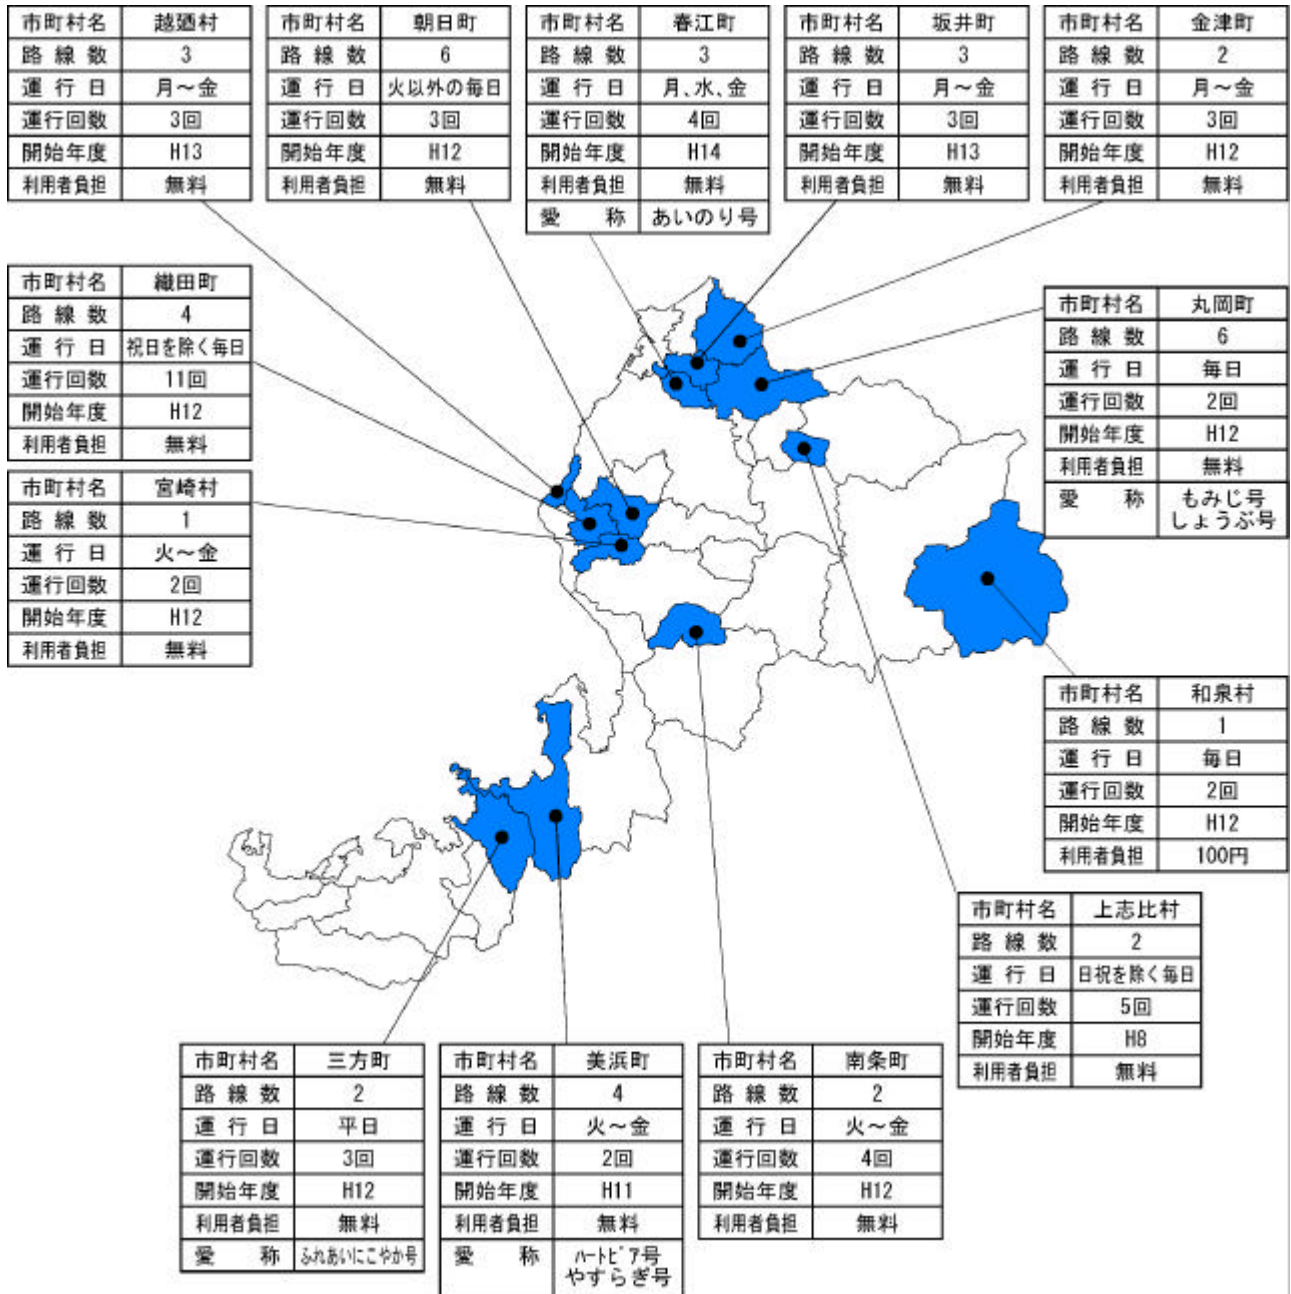 市町村名 越廼村
路線数 3
運行日 月～金
運行回数 3回
開始年度 H13
利用者負担 無料
市町村名 朝日町
路線数 6
運行日 火以外の毎日
運行回数 3回
開始年度 H12
利用者負担 無料
市町村名 春江町
路線数 3
運行日 月、水、金
運行回数 4回
開始年度 H14
利用者負担 無料
愛称 あいのり号
市町村名 坂井町
路線数 3
運行日 月～金
運行回数 3回
開始年度 H13
利用者負担 無料
市町村名 金津町
路線数 2
運行日 月～金
運行回数 3回
開始年度 H12
利用者負担 無料
市町村名 織田町
路線数 4
運行日 祝日を除く毎日
運行回数 11回
開始年度 H12
利用者負担 無料
市町村名 丸岡町
路線数 6
運行日 毎日
運行回数 2回
開始年度 H12
利用者負担 無料
愛称 もみじ号
しょうぶ号
市町村名 宮崎村
路線数 1
運行日 火～金
運行回数 2回
開始年度 H12
利用者負担 無料
市町村名 和泉村
路線数 1
運行日 毎日
運行回数 2回
開始年度 H12
利用者負担 100円
市町村名 上志比村
路線数 2
運行日 日祝を除く毎日
運行回数 5回
開始年度 H8
利用者負担 無料
市町村名 三方町
路線数 2
運行日 平日
運行回数 3回
開始年度 H12
利用者負担 無料
愛称 ふれあいにこやか号
市町村名 美浜町
路線数 4
運行日 火～金
運行回数 2回
開始年度 H11
利用者負担 無料
愛称 ハートピア号
やすらぎ号
市町村名 南条町
路線数 2
運行日 火～金
運行回数 4回
開始年度 H12
利用者負担 無料